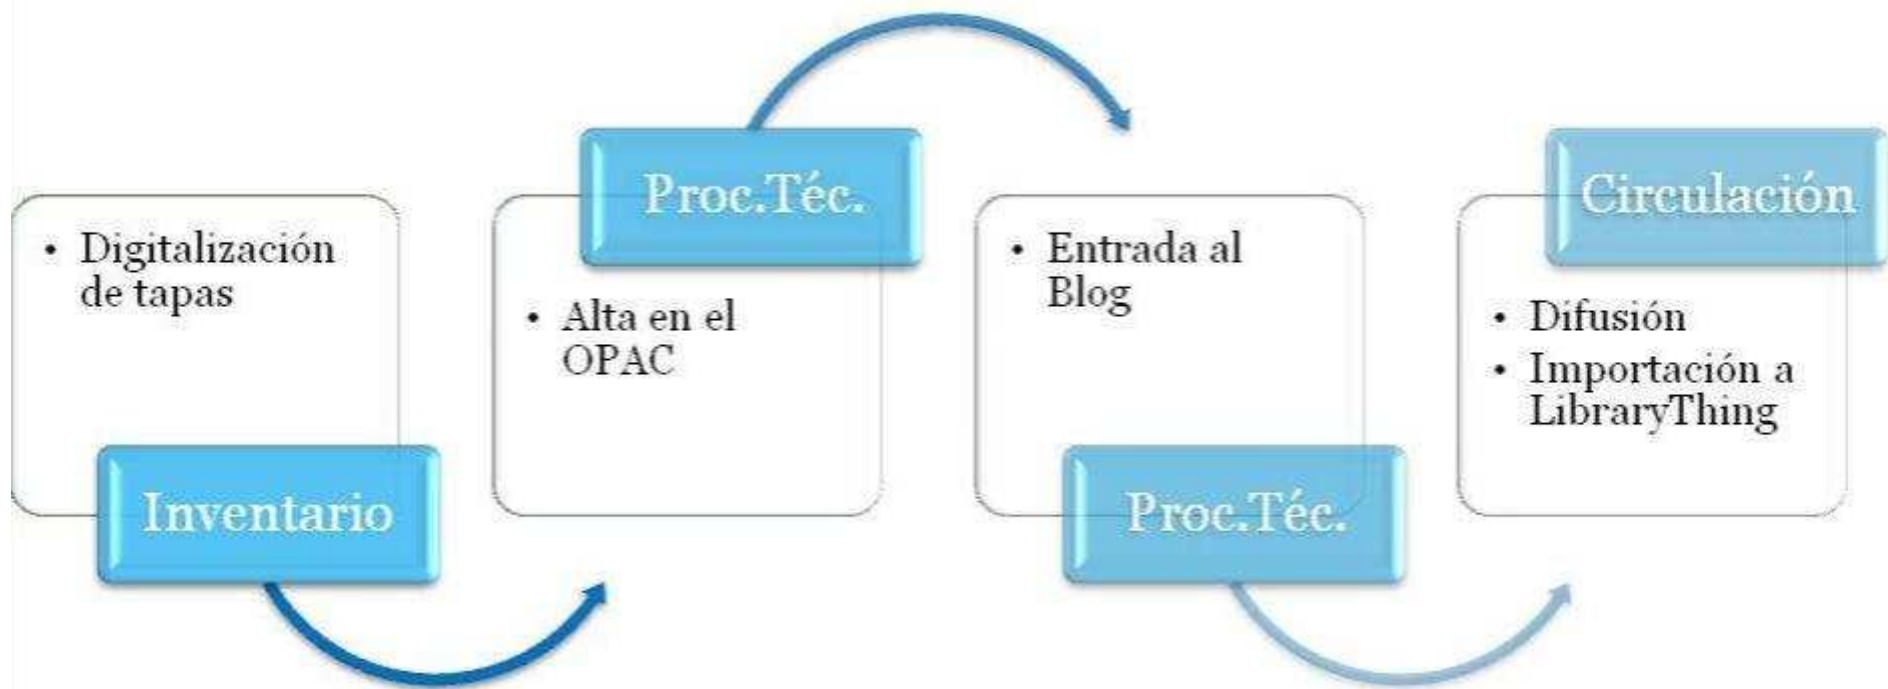 • Digitalización
de tapas
Inventario
Proc.Téc.
• Alta en el
OPAC
• Entrada al
Blog
Proc.Téc.
Circulación
• Difusión
• Importación a
LibraryThing